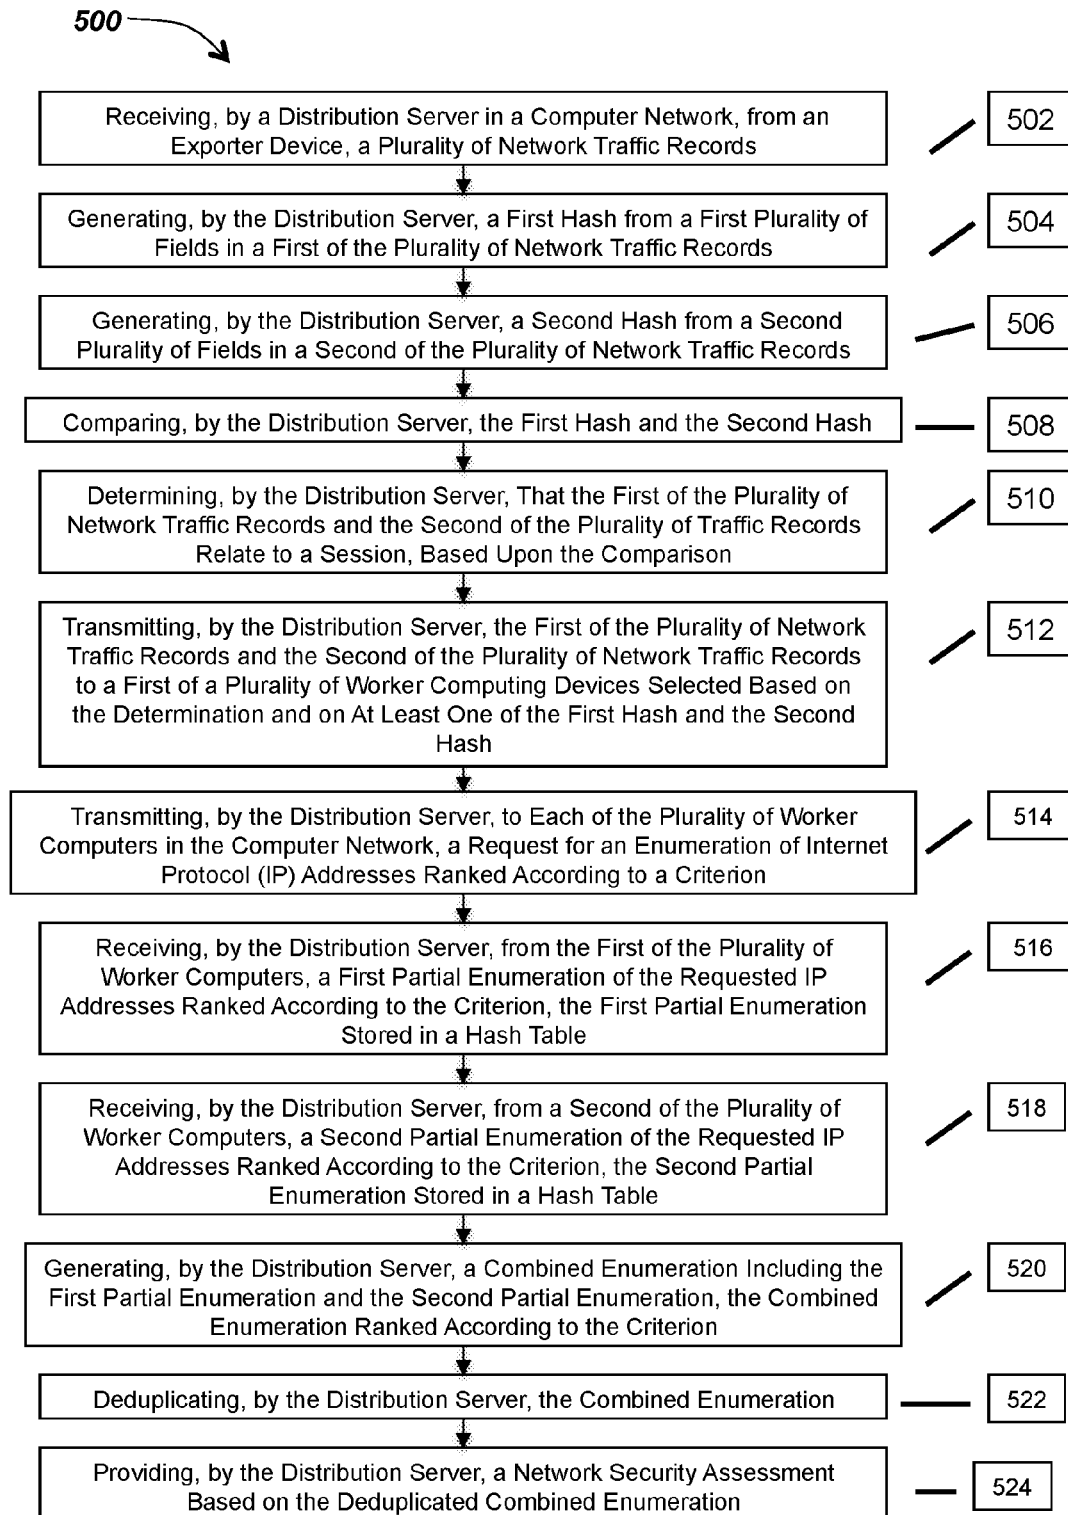 500
Receiving, by a Distribution Server in a Computer Network, from an
Exporter Device, a Plurality of Network Traffic Records
502
Generating, by the Distribution Server, a First Hash from a First Plurality of
Fields in a First of the Plurality of Network Traffic Records
504
Generating, by the Distribution Server, a Second Hash from a Second
Plurality of Fields in a Second of the Plurality of Network Traffic Records
506
Comparing, by the Distribution Server, the First Hash and the Second Hash
508
Determining, by the Distribution Server, That the First of the Plurality of
Network Traffic Records and the Second of the Plurality of Traffic Records
Relate to a Session, Based Upon the Comparison
510
Transmitting, by the Distribution Server, the First of the Plurality of Network
Traffic Records and the Second of the Plurality of Network Traffic Records
to a First of a Plurality of Worker Computing Devices Selected Based on
the Determination and on At Least One of the First Hash and the Second
Hash
512
Transmitting, by the Distribution Server, to Each of the Plurality of Worker
Computers in the Computer Network, a Request for an Enumeration of Internet
Protocol (IP) Addresses Ranked According to a Criterion
514
Receiving, by the Distribution Server, from the First of the Plurality of
Worker Computers, a First Partial Enumeration of the Requested IP
Addresses Ranked According to the Criterion, the First Partial Enumeration
Stored in a Hash Table
516
Receiving, by the Distribution Server, from a Second of the Plurality of
Worker Computers, a Second Partial Enumeration of the Requested IP
Addresses Ranked According to the Criterion, the Second Partial
Enumeration Stored in a Hash Table
518
Generating, by the Distribution Server, a Combined Enumeration Including the
First Partial Enumeration and the Second Partial Enumeration, the Combined
Enumeration Ranked According to the Criterion
520
Deduplicating, by the Distribution Server, the Combined Enumeration
522
Providing, by the Distribution Server, a Network Security Assessment
Based on the Deduplicated Combined Enumeration
524